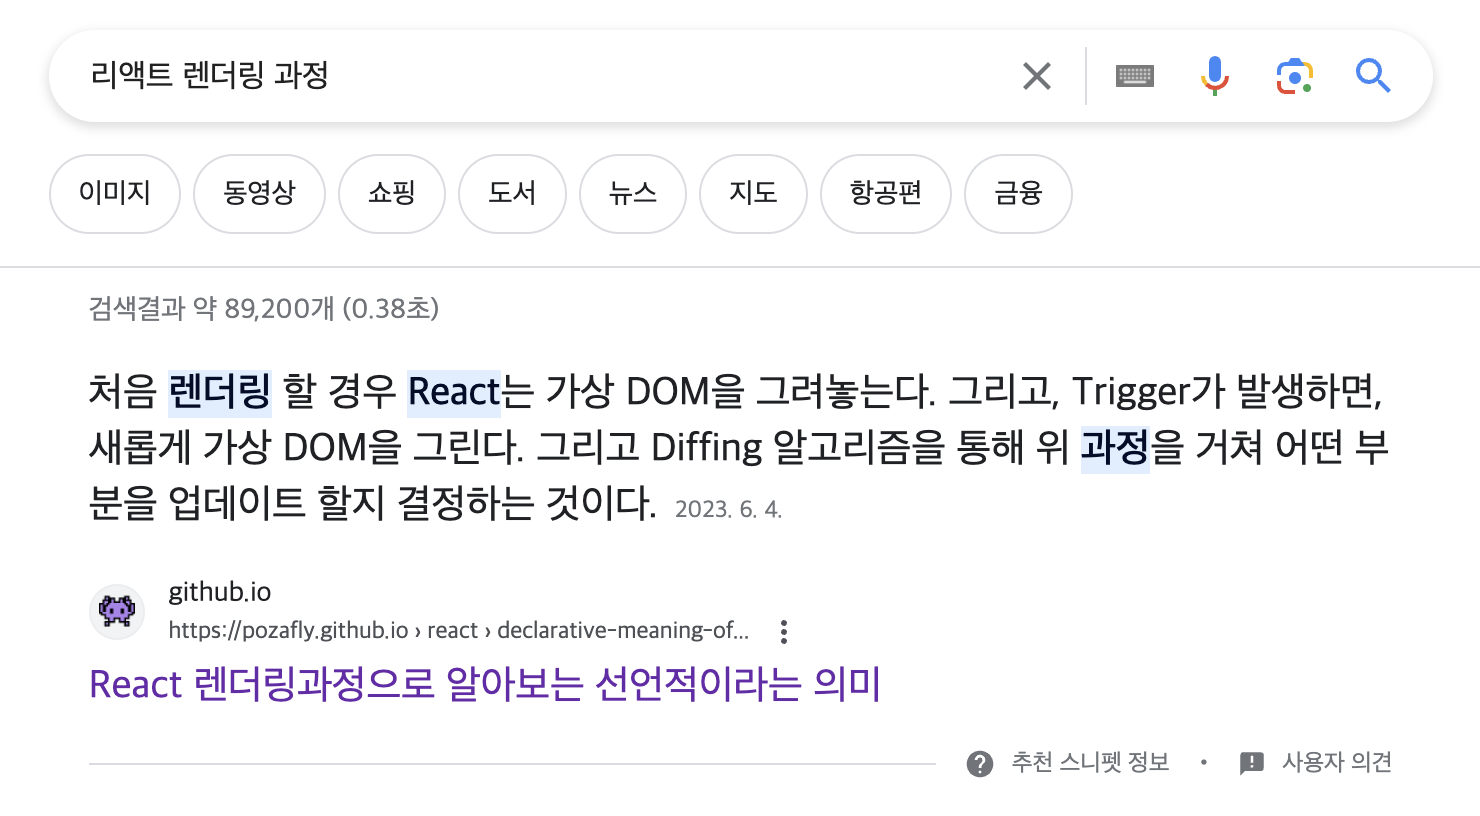 리액트 렌더링 과정
이미지 동영상 쇼핑 도서 뉴스 지도 항공편 금융
검색결과 약 89,200개 (0.38초)
처음 렌더링 할 경우 React는 가상 DOM을 그려놓는다. 그리고, Trigger가 발생하면,
새롭게 가상 DOM을 그린다. 그리고 Diffing 알고리즘을 통해 위 과정을 거쳐 어떤 부
분을 업데이트 할지 결정하는 것이다. 2023. 6. 4.
github.io
https://pozafly.github.io › react › declarative-meaning-of...
React 렌더링과정으로 알아보는 선언적이라는 의미
추천 스니펫 정보 • 사용자 의견